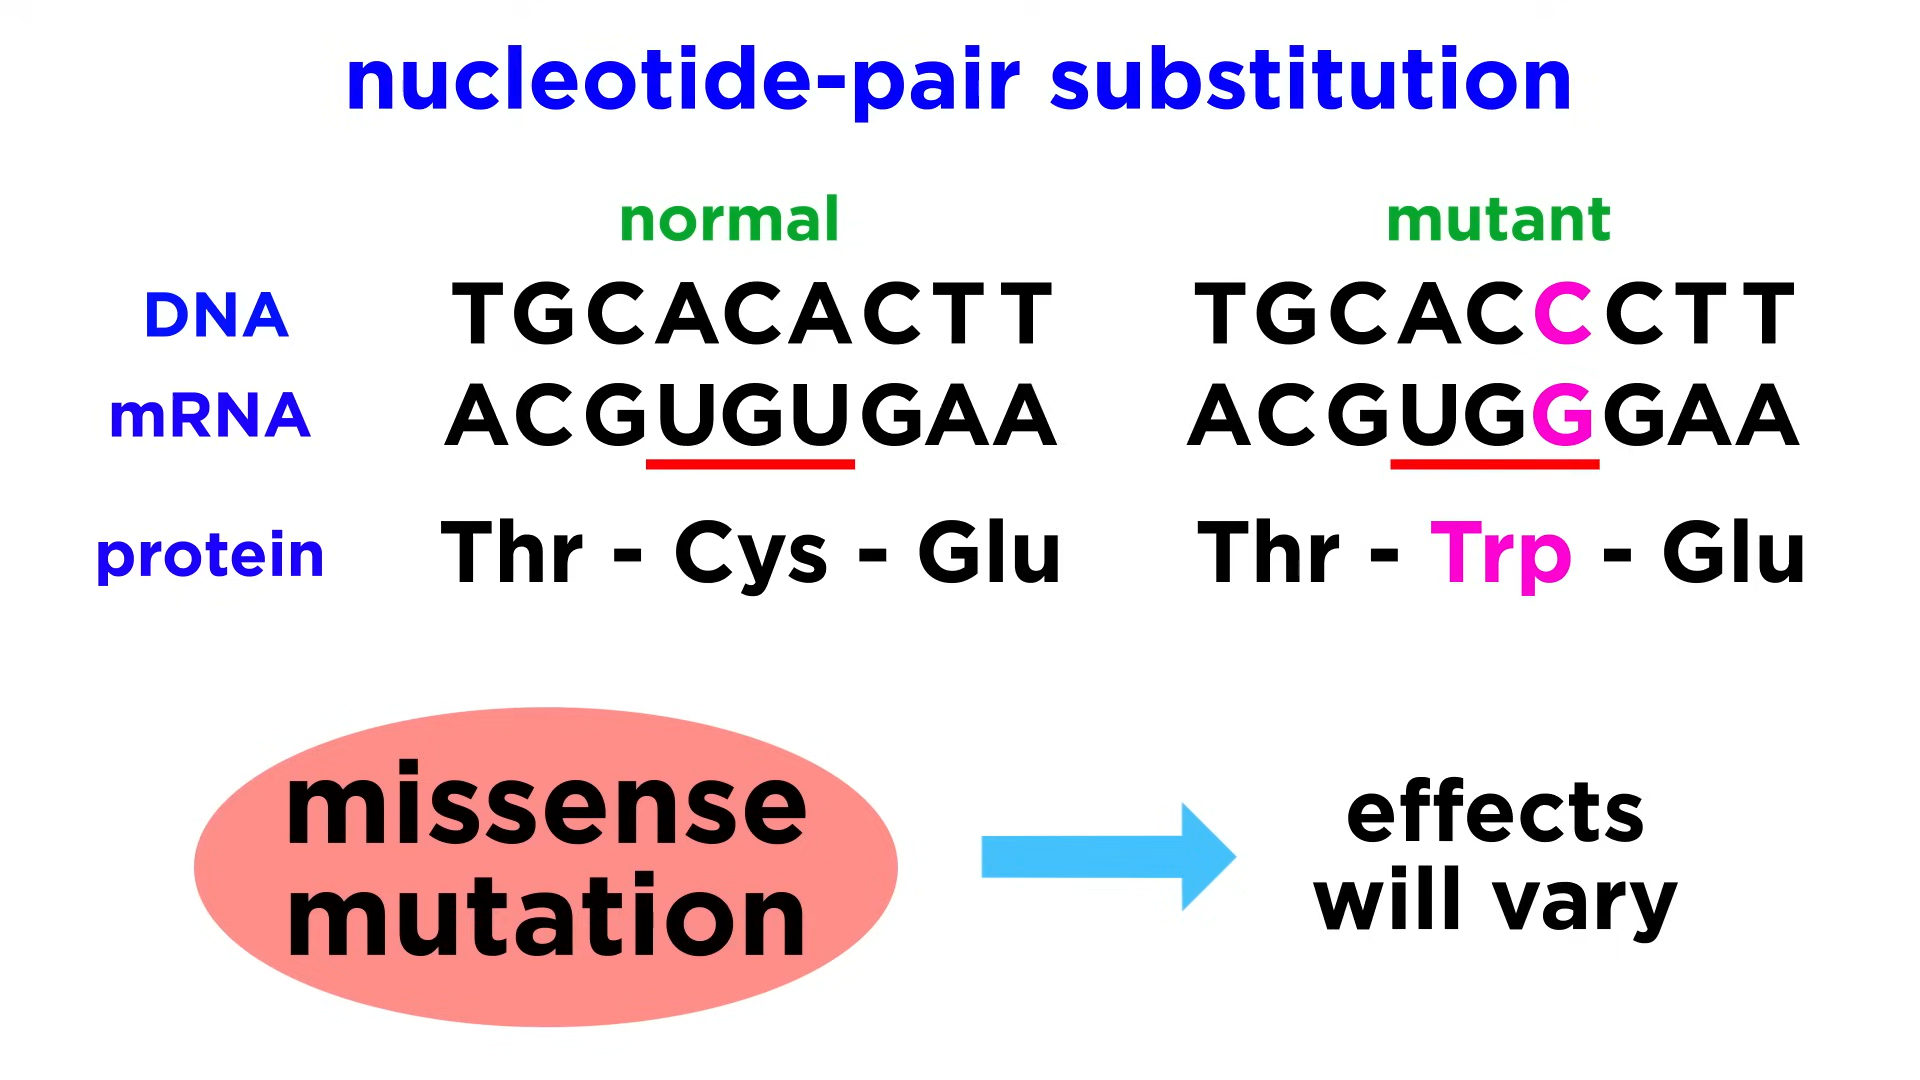 nucleotide-pair substitution
normal mutant
DNA TGCACACTT TGCACCCTT
mRNA ACGUGUGAA ACGUGGGAA
protein Thr - Cys - Glu Thr - Trp - Glu
missense
mutation
effects
will vary